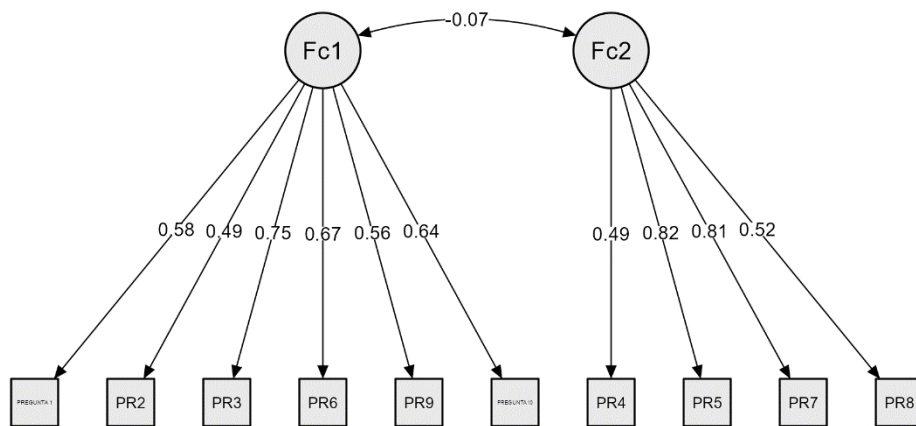 -0.07
Fc1
Fc2
0.58
0.49
0.75
0.67
0.56
0.64
0.49
0.82
0.81
0.52
PREGUNTA 1
PR2
PR3
PR6
PR9
PREGUNTA 10
PR4
PR5
PR7
PR8